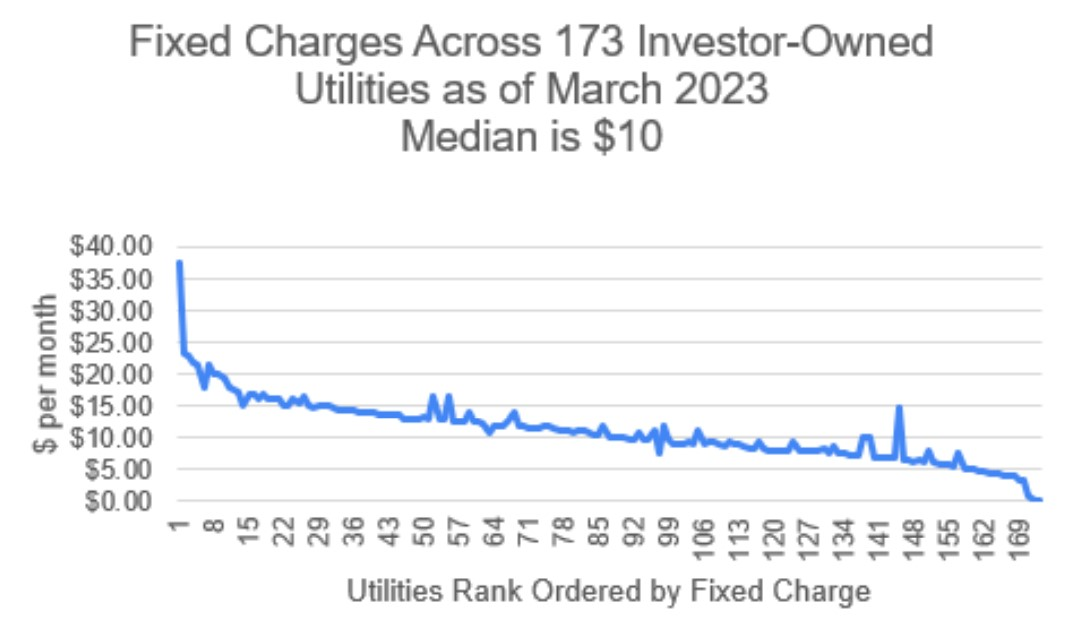 Fixed Charges Across 173 Investor-Owned
Utilities as of March 2023
Median is $10
$40.00
$35.00
$30.00
$25.00
$20.00
$15.00
$10.00
$5.00
$0.00
$ per month
1 8 15 22 29 36 43 50 57 64 71 78 85 92 99 106 113 120 127 134 141 148 155 162 169
Utilities Rank Ordered by Fixed Charge